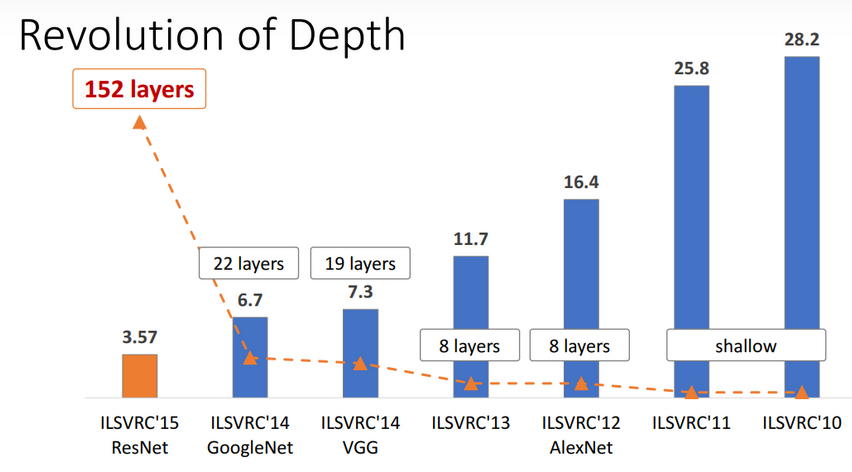 Revolution of Depth
28.2
25.8
152 layers
16.4
11.7
22 layers
19 layers
6.7
7.3
3.57
8 layers
8 layers
shallow
ILSVRC'15
ResNet
ILSVRC'14
GoogleNet
ILSVRC'14
VGG
ILSVRC'13
ILSVRC'12
AlexNet
ILSVRC'11
ILSVRC'10